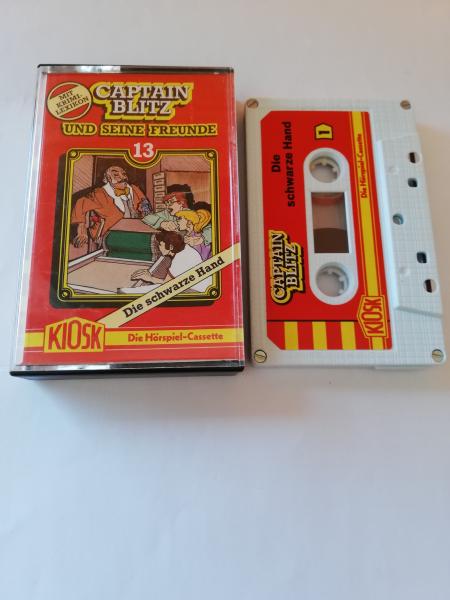 MIT
KRIMI-
LEXIKON
CAPTAIN
BLITZ
UND SEINE FREUNDE
13
Die schwarze Hand
KIOSK
Die Hörspiel-Cassette
CAPTAIN
BLITZ
Die
schwarze Hand
1
KIOSK
Die Hörspiel-Cassette